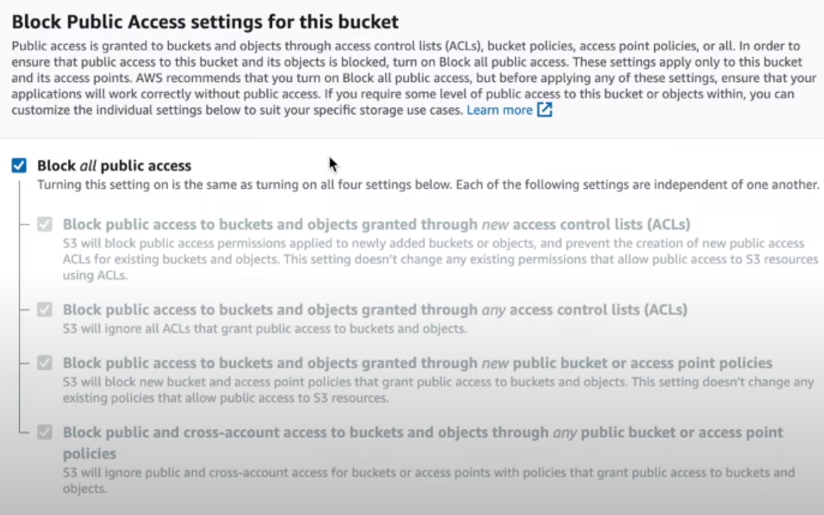 Block Public Access settings for this bucket
Public access is granted to buckets and objects through access control lists (ACLs), bucket policies, access point policies, or all. In order to
ensure that public access to this bucket and its objects is blocked, turn on Block all public access. These settings apply only to this bucket
and its access points. AWS recommends that you turn on Block all public access, but before applying any of these settings, ensure that your
applications will work correctly without public access. If you require some level of public access to this bucket or objects within, you can
customize the individual settings below to suit your specific storage use cases. Learn more
Block all public access
Turning this setting on is the same as turning on all four settings below. Each of the following settings are independent of one another.
Block public access to buckets and objects granted through new access control lists (ACLs)
S3 will block public access permissions applied to newly added buckets or objects, and prevent the creation of new public access
ACLs for existing buckets and objects. This setting doesn't change any existing permissions that allow public access to S3 resources
using ACLs.
Block public access to buckets and objects granted through any access control lists (ACLs)
S3 will ignore all ACLs that grant public access to buckets and objects.
Block public access to buckets and objects granted through new public bucket or access point policies
S3 will block new bucket and access point policies that grant public access to buckets and objects. This setting doesn't change any
existing policies that allow public access to S3 resources.
Block public and cross-account access to buckets and objects through any public bucket or access point
policies
S3 will ignore public and cross-account access for buckets or access points with policies that grant public access to buckets and
objects.